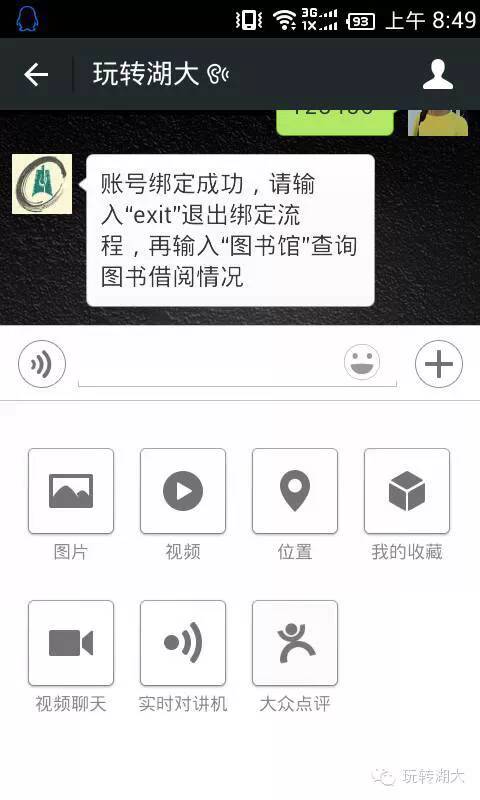 3G
1X
93
上午 8:49
玩转湖大
账号绑定成功，请输
入“exit”退出绑定流
程，再输入“图书馆”查询
图书借阅情况
图片
视频
位置
我的收藏
视频聊天
实时对讲机
大众点评
玩转湖大